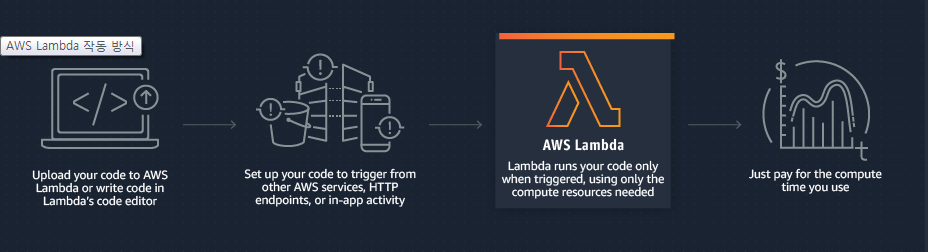 AWS Lambda 작동 방식
</>
Upload your code to AWS
Lambda or write code in
Lambda's code editor
Set up your code to trigger from
other AWS services, HTTP
endpoints, or in-app activity
AWS Lambda
Lambda runs your code only
when triggered, using only the
compute resources needed
$
t
Just pay for the compute
time you use